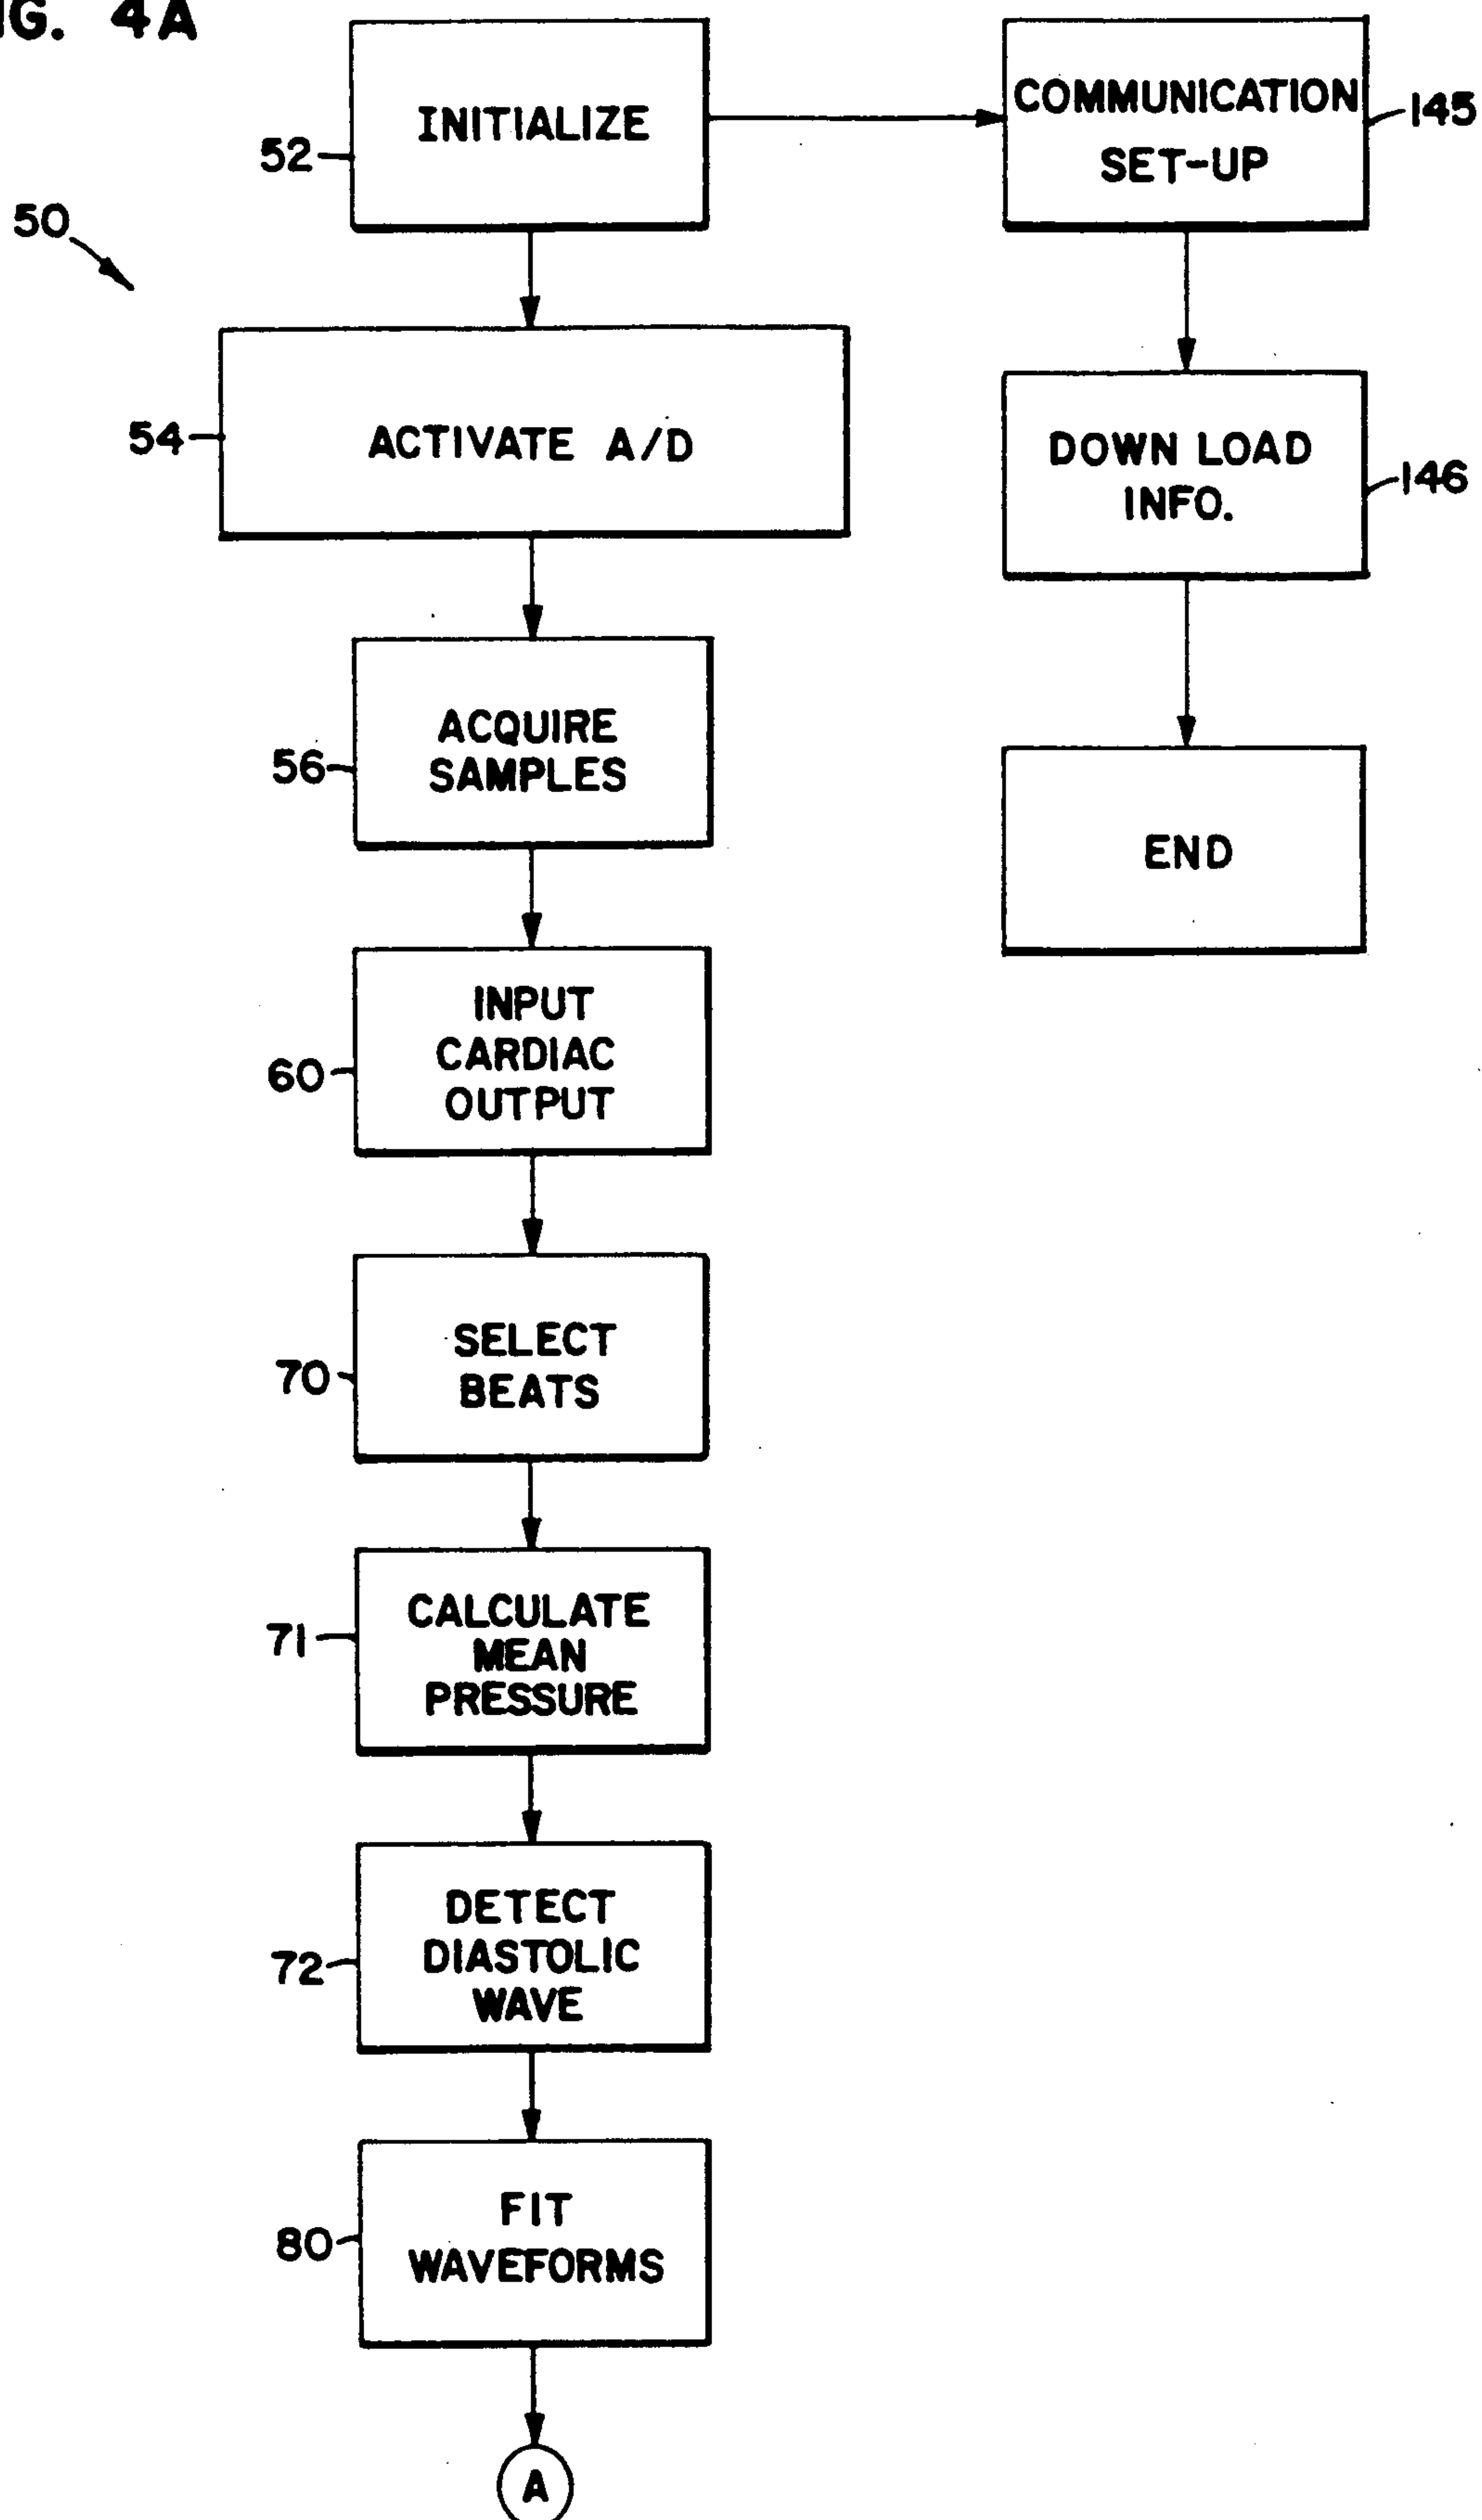 FIG. 4A
INITIALIZE
52
50
COMMUNICATION
SET-UP
145
ACTIVATE A/D
54
DOWN LOAD
INFO.
146
ACQUIRE
SAMPLES
56
END
INPUT
CARDIAC
OUTPUT
60
SELECT
BEATS
70
CALCULATE
MEAN
PRESSURE
71
DETECT
DIASTOLIC
WAVE
72
FIT
WAVEFORMS
80
A